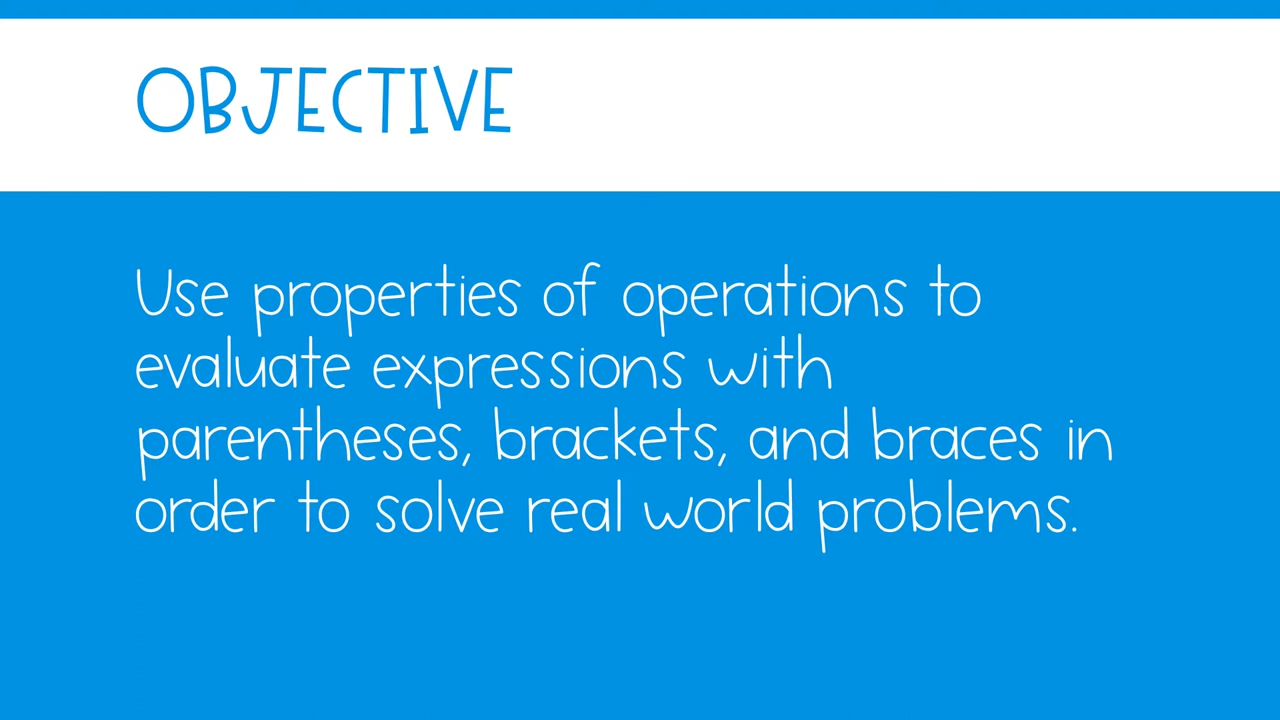 OBJECTIVE
Use properties of operations to
evaluate expressions with
parentheses, brackets, and braces in
order to solve real world problems.